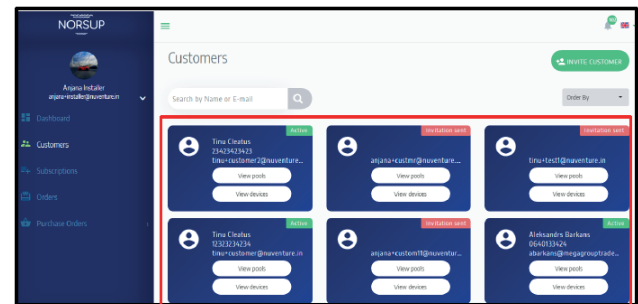 NORSUP
Anjana Installer
anjana+installer@nuventure.in
Dashboard
Customers
Subscriptions
Orders
Purchase Orders
Customers
INVITE CUSTOMER
Search by Name or E-mail
Order By
Active
Tinu Cleatus
23423423423
tinu+customer2@nuventure...
View pools
View devices
Invitation sent
anjana+custmr@nuventure....
View pools
View devices
Invitation sent
tinu+test1@nuventure.in
View pools
View devices
Active
Tinu Cleatus
12323234234
tinu+customer@nuventure.in
View pools
View devices
Invitation sent
anjana+custom11@nuventur...
View pools
View devices
Active
Aleksandrs Barkans
0640133424
abarkans@megagrouptrade...
View pools
View devices